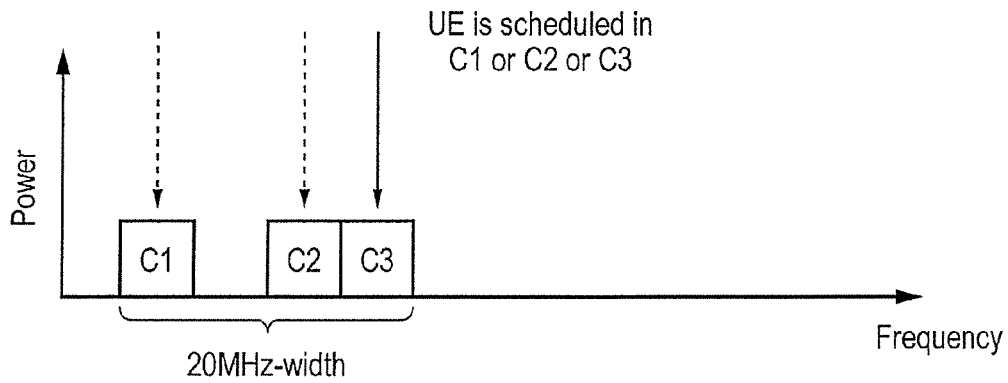 UE is scheduled in
C1 or C2 or C3
Power
C1
C2
C3
20MHz-width
Frequency